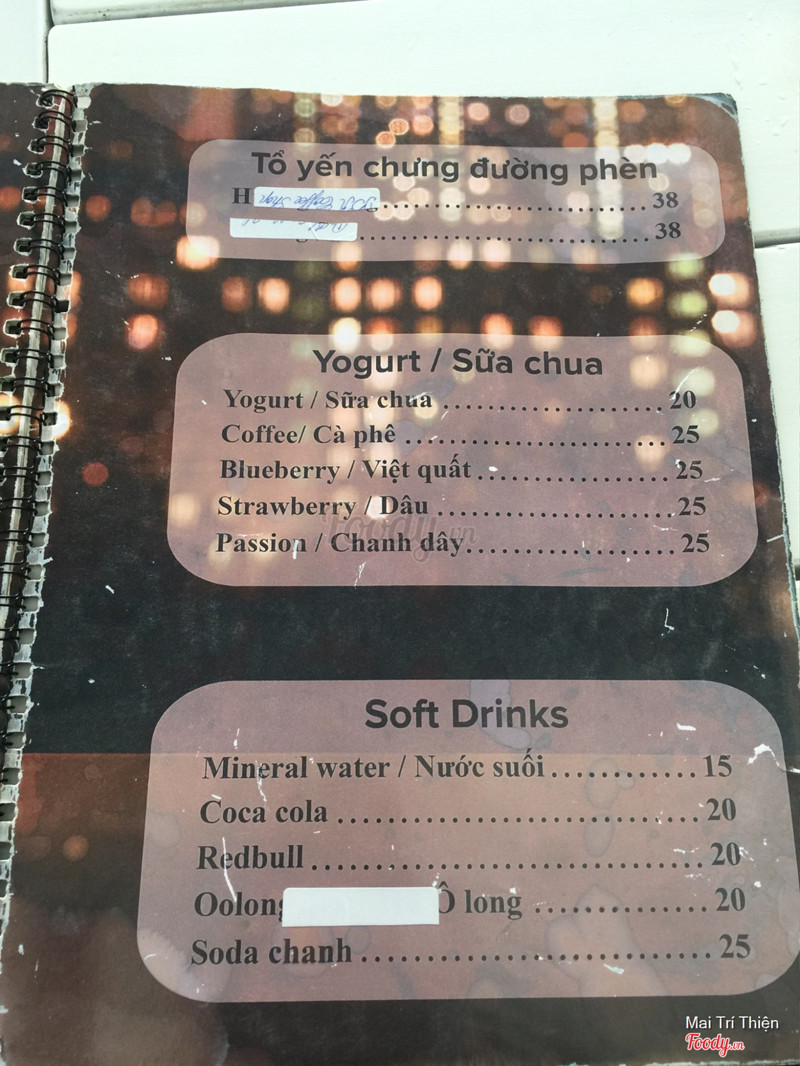 Tổ yến chưng đường phèn
H g.............................. 38
g.............................. 38
Yogurt / Sữa chua
Yogurt / Sữa chua .................... 20
Coffee/ Cà phê ........................ 25
Blueberry / Việt quất .................. 25
Strawberry / Dâu ...................... 25
Passion / Chanh dây.................... 25
Foody.vn
Soft Drinks
Mineral water / Nước suối ............ 15
Coca cola ............................ 20
Redbull .............................. 20
Oolong Ô long ................ 20
Soda chanh ........................... 25
Mai Trí Thiện
Foody.vn